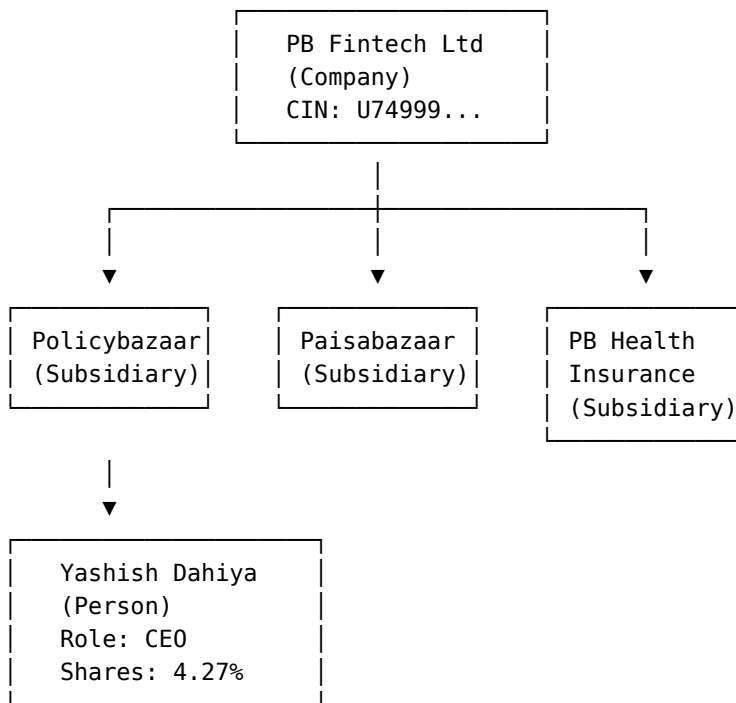 PB Fintech Ltd
(Company)
CIN: U74999...
Policybazaar
(Subsidiary)
Paisabazaar
(Subsidiary)
PB Health
Insurance
(Subsidiary)
Yashish Dahiya
(Person)
Role: CEO
Shares: 4.27%